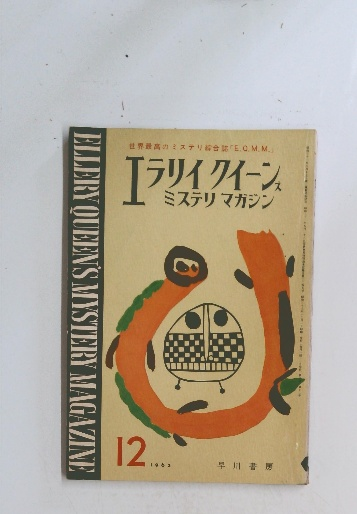 世界最高のミステリ綜合誌「E.Q.M.M.」
エラリイ クイーンズ
ミステリ マガジン
ELLERY QUEEN'S MYSTERY MAGAZINE
12
早川書房